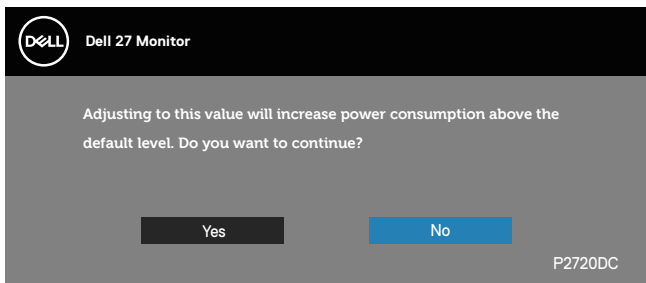 DELL Dell 27 Monitor
Adjusting to this value will increase power consumption above the
default level. Do you want to continue?
Yes No
P2720DC